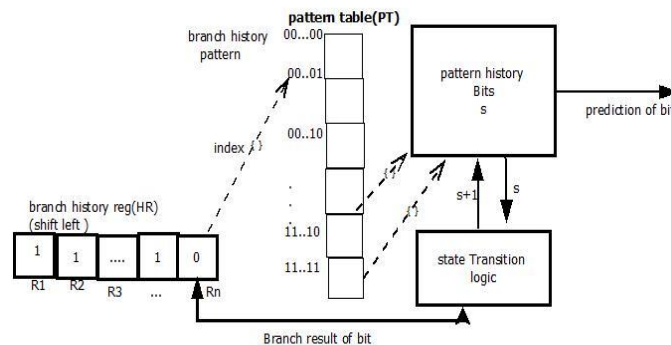 pattern table(PT)
branch history
pattern
00...00
00..01
00..10
.
.
.
11..10
11..11
index {}
{}
{}
pattern history
Bits
s
prediction of bit
s+1
s
state Transition
logic
branch history reg(HR)
(shift left )
1 1 .... 1 0
R1 R2 R3 ... Rn
Branch result of bit